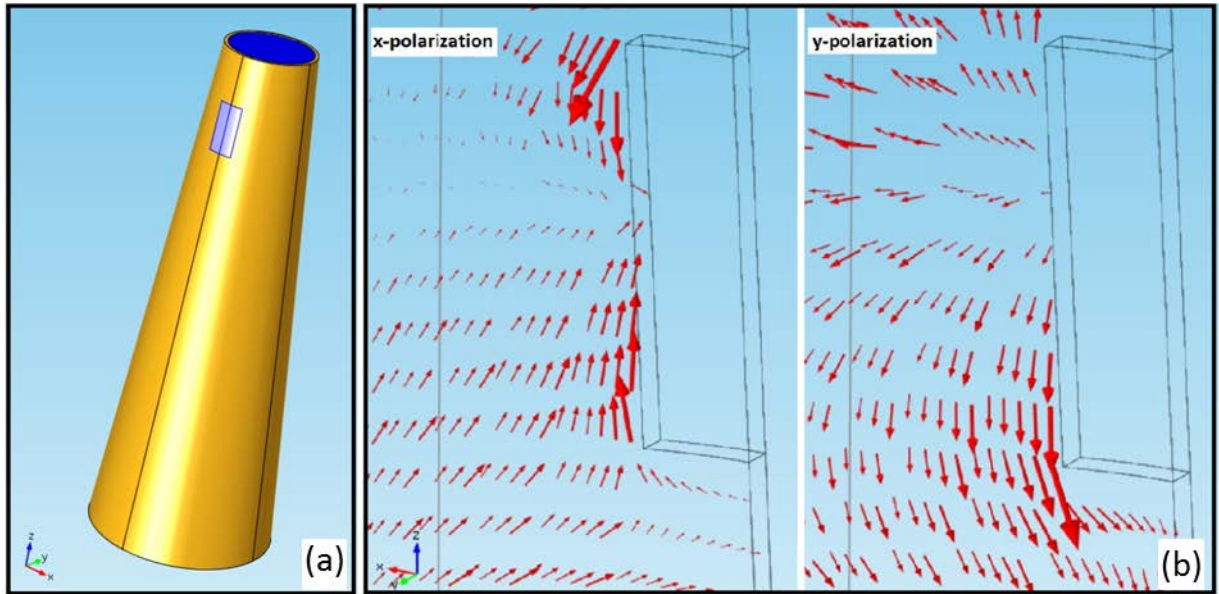 x-polarization
y-polarization
z
y
x
(a)
z
x
y
(b)